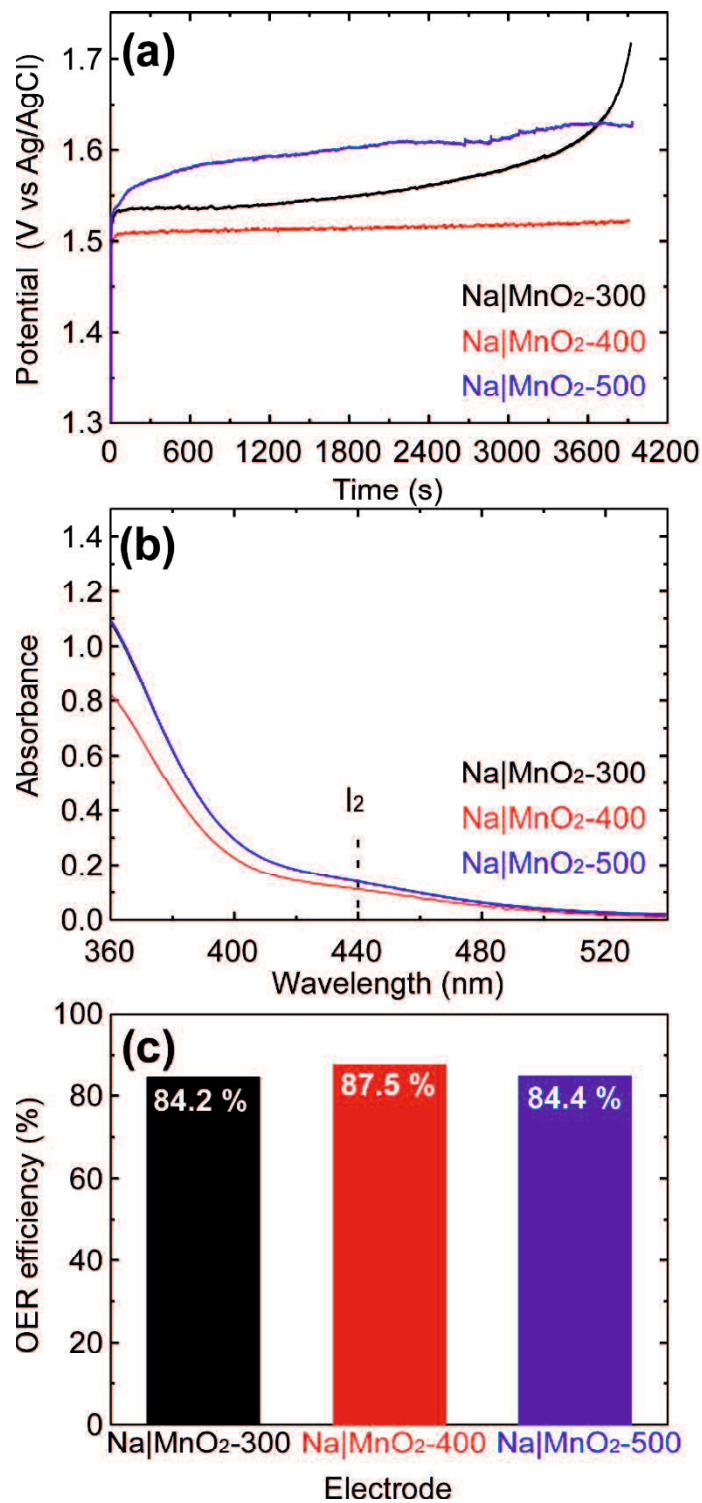 (a)
1.7
1.6
1.5
1.4
1.3
Potential (V vs Ag/AgCl)
Na|MnO₂-300
Na|MnO₂-400
Na|MnO₂-500
0 600 1200 1800 2400 3000 3600 4200
Time (s)
(b)
1.4
1.2
1.0
0.8
0.6
0.4
0.2
0.0
Absorbance
I₂
Na|MnO₂-300
Na|MnO₂-400
Na|MnO₂-500
360 400 440 480 520
Wavelength (nm)
(c)
100
80
60
40
20
0
OER efficiency (%)
84.2 % 87.5 % 84.4 %
Na|MnO₂-300 Na|MnO₂-400 Na|MnO₂-500
Electrode